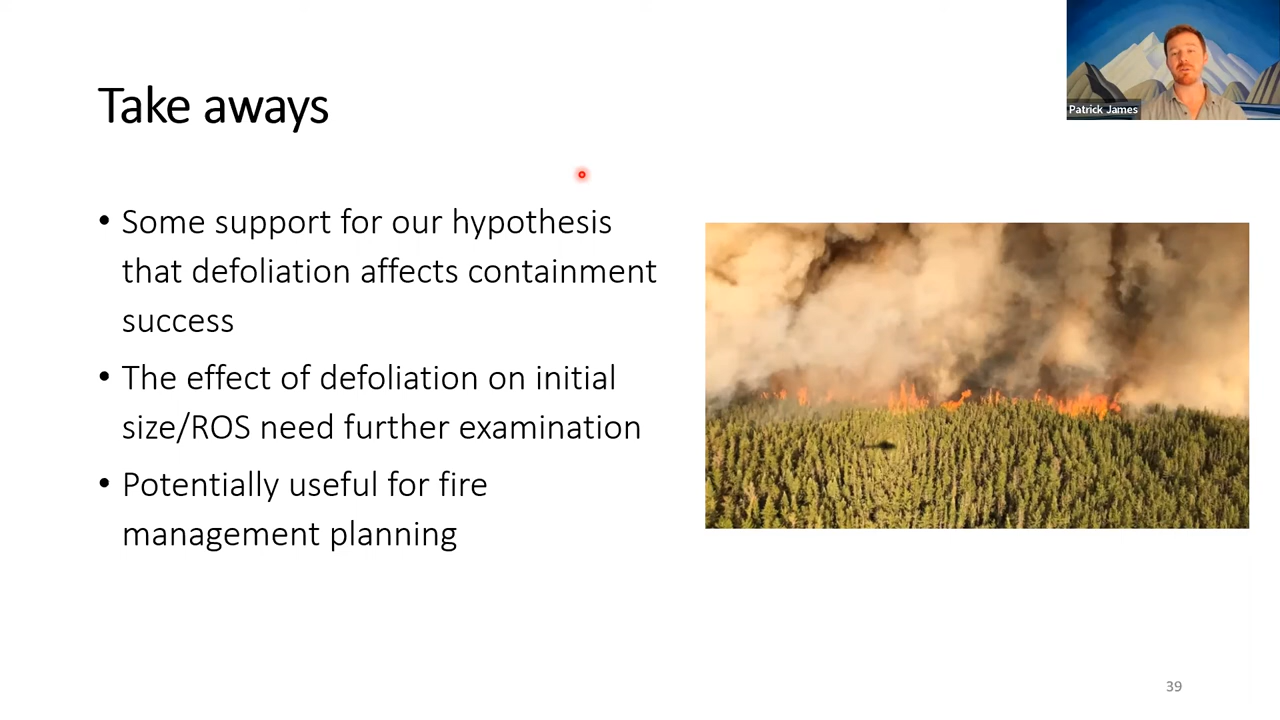 Take aways
Patrick James
• Some support for our hypothesis
that defoliation affects containment
success
• The effect of defoliation on initial
size/ROS need further examination
• Potentially useful for fire
management planning
39